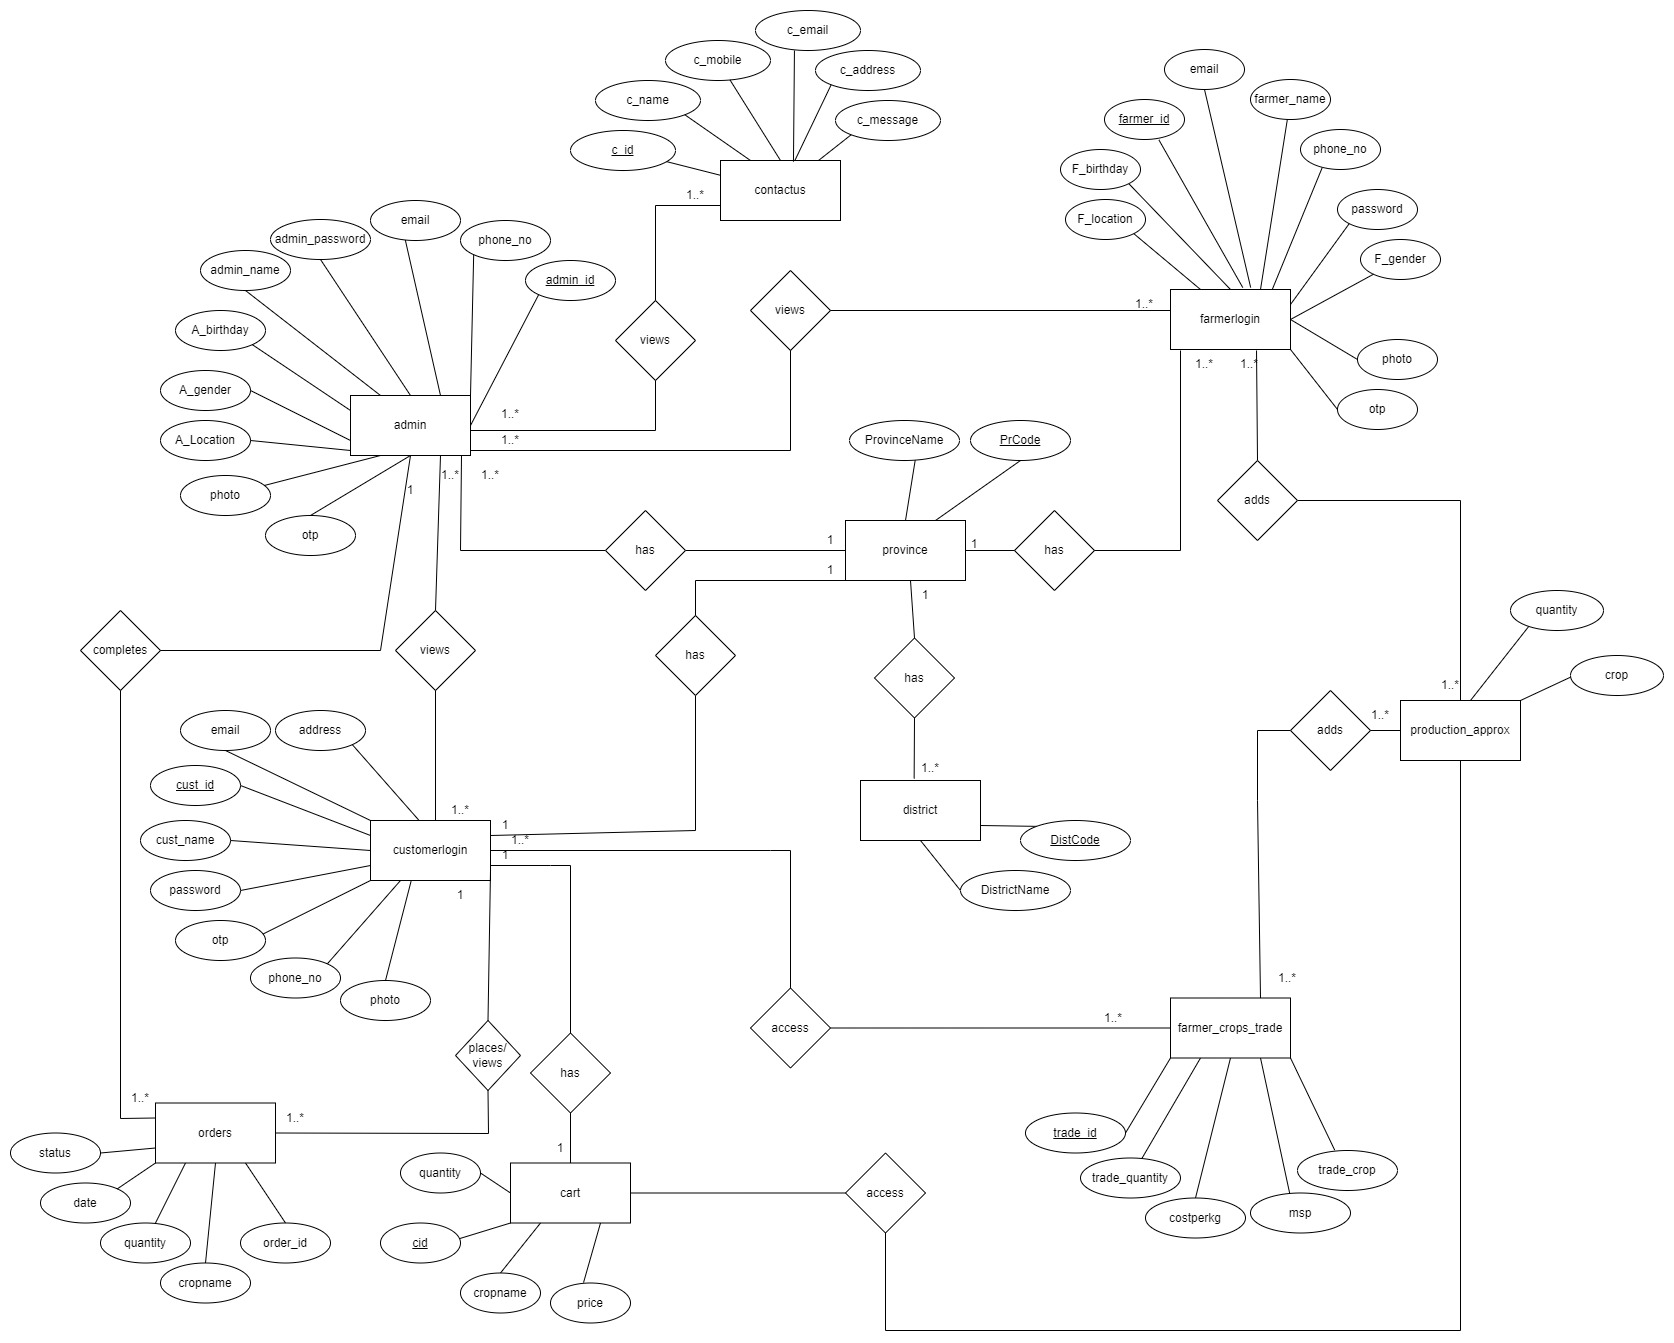 c_email
c_mobile
c_address
c_name
c_message
c_id
contactus
1..*
email
farmer_name
farmer_id
phone_no
F_birthday
password
F_location
F_gender
farmerlogin
photo
otp
1..*
1..*
1..*
email
admin_password
phone_no
admin_name
admin_id
A_birthday
A_gender
A_Location
photo
otp
admin
views
views
1..*
1..*
1..*
1..*
1
ProvinceName
PrCode
adds
has
1
province
1
has
1
1
completes
views
has
has
quantity
crop
1..*
adds
1..*
production_approx
email
address
cust_id
cust_name
password
otp
phone_no
photo
customerlogin
1..*
1
1..*
1
1
1..*
district
DistCode
DistrictName
access
1..*
1..*
farmer_crops_trade
trade_id
trade_quantity
costperkg
msp
trade_crop
places/
views
has
1..*
1..*
orders
status
date
quantity
cropname
order_id
1
quantity
cart
cid
cropname
price
access